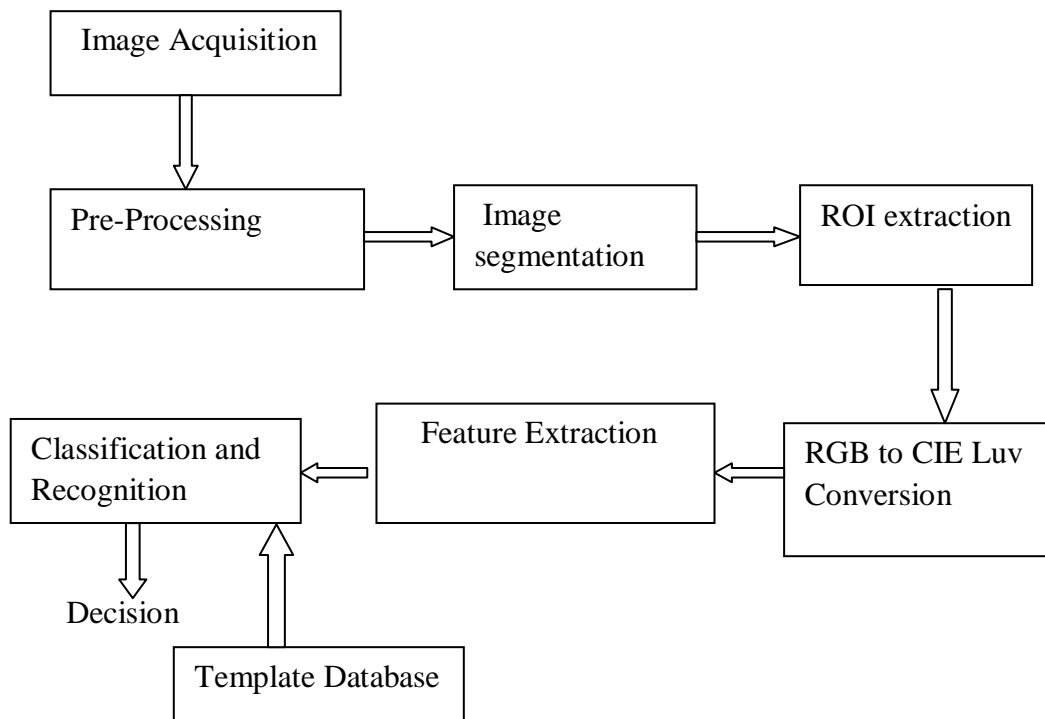 Image Acquisition
Pre-Processing
Image
segmentation
ROI extraction
RGB to CIE Luv
Conversion
Feature Extraction
Classification and
Recognition
Decision
Template Database